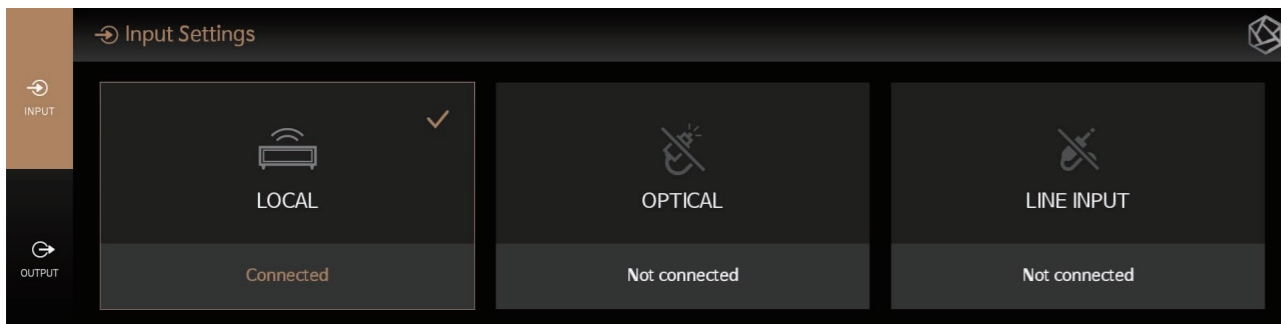 Input Settings
INPUT
OUTPUT
LOCAL
Connected
OPTICAL
Not connected
LINE INPUT
Not connected